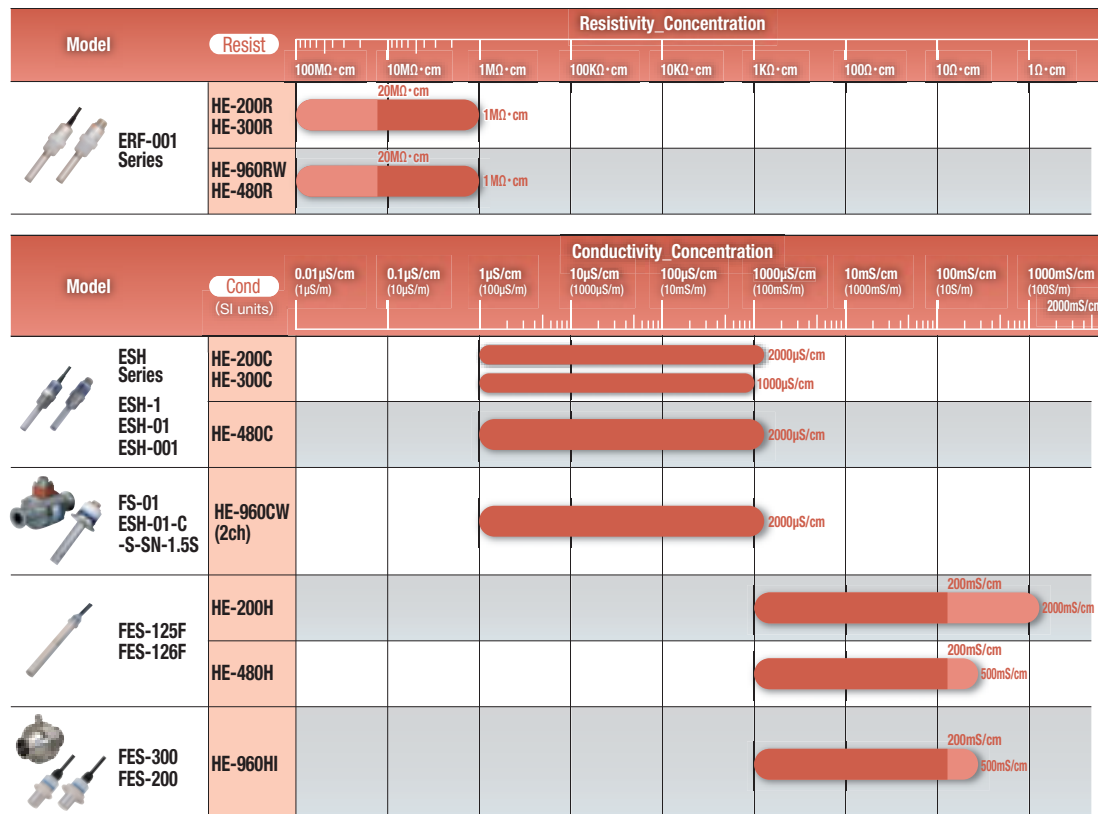 Resistivity_Concentration
Model
Resist
100MΩ·cm
10MΩ·cm
1MΩ·cm
100KΩ·cm
10KΩ·cm
1KΩ·cm
100Ω·cm
10Ω·cm
1Ω·cm
ERF-001
Series
HE-200R
HE-300R
20MΩ·cm
1MΩ·cm
HE-960RW
HE-480R
20MΩ·cm
1MΩ·cm
Conductivity_Concentration
Model
Cond
(SI units)
0.01µS/cm
(1µS/m)
0.1µS/cm
(10µS/m)
1µS/cm
(100µS/m)
10µS/cm
(1000µS/m)
100µS/cm
(10mS/m)
1000µS/cm
(100mS/m)
10mS/cm
(1000mS/m)
100mS/cm
(10S/m)
1000mS/cm
(100S/m)
2000mS/cm
ESH
Series
ESH-1
ESH-01
ESH-001
HE-200C
HE-300C
2000µS/cm
1000µS/cm
HE-480C
2000µS/cm
FS-01
ESH-01-C
-S-SN-1.5S
HE-960CW
(2ch)
2000µS/cm
FES-125F
FES-126F
HE-200H
200mS/cm
2000mS/cm
HE-480H
200mS/cm
500mS/cm
FES-300
FES-200
HE-960HI
200mS/cm
500mS/cm